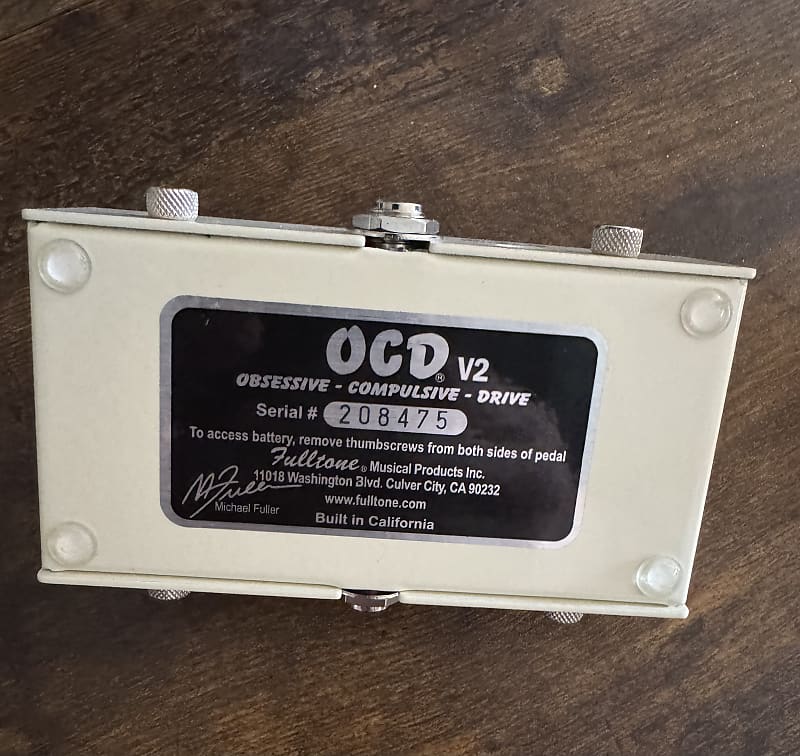 OCD® V2
OBSESSIVE - COMPULSIVE - DRIVE
Serial # 208475
To access battery, remove thumbscrews from both sides of pedal
Fulltone® Musical Products Inc.
11018 Washington Blvd. Culver City, CA 90232
M Fuller
www.fulltone.com
Michael Fuller
Built in California